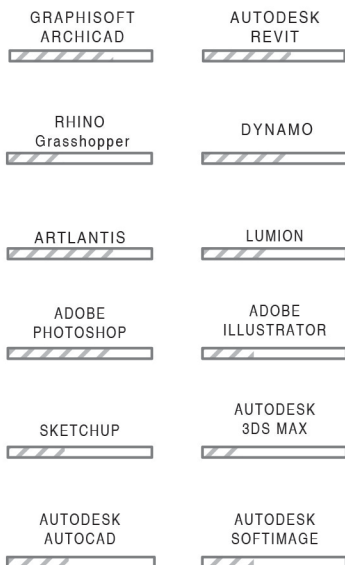 GRAPHISOFT
ARCHICAD
AUTODESK
REVIT
RHINO
Grasshopper
DYNAMO
ARTLANTIS
LUMION
ADOBE
PHOTOSHOP
ADOBE
ILLUSTRATOR
SKETCHUP
AUTODESK
3DS MAX
AUTODESK
AUTOCAD
AUTODESK
SOFTIMAGE